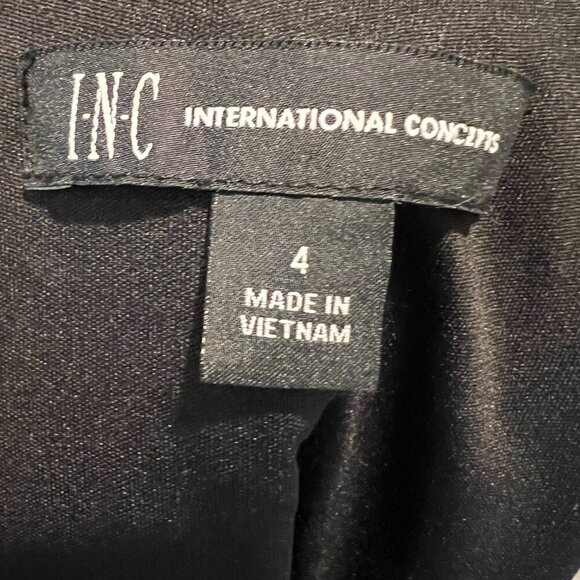 I·N·C INTERNATIONAL CONCEPTS
4
MADE IN
VIETNAM